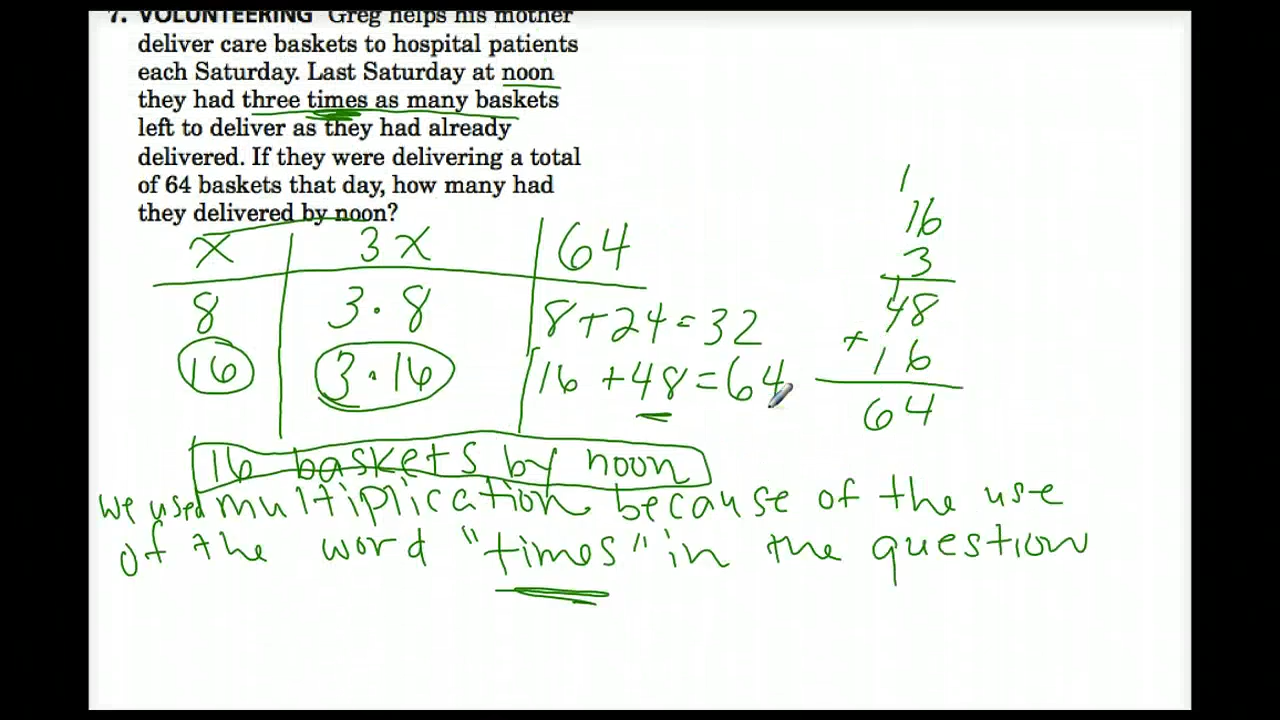 7. VOLUNTEERING Greg helps his mother
deliver care baskets to hospital patients
each Saturday. Last Saturday at noon
they had three times as many baskets
left to deliver as they had already
delivered. If they were delivering a total
of 64 baskets that day, how many had
they delivered by noon?
x 3x 64
8 3·8 8+24=32
16 3·16 16+48=64
1
16
3
1
48
+16
64
16 baskets by noon
we used multiplication because of the use
of the word "times" in the question